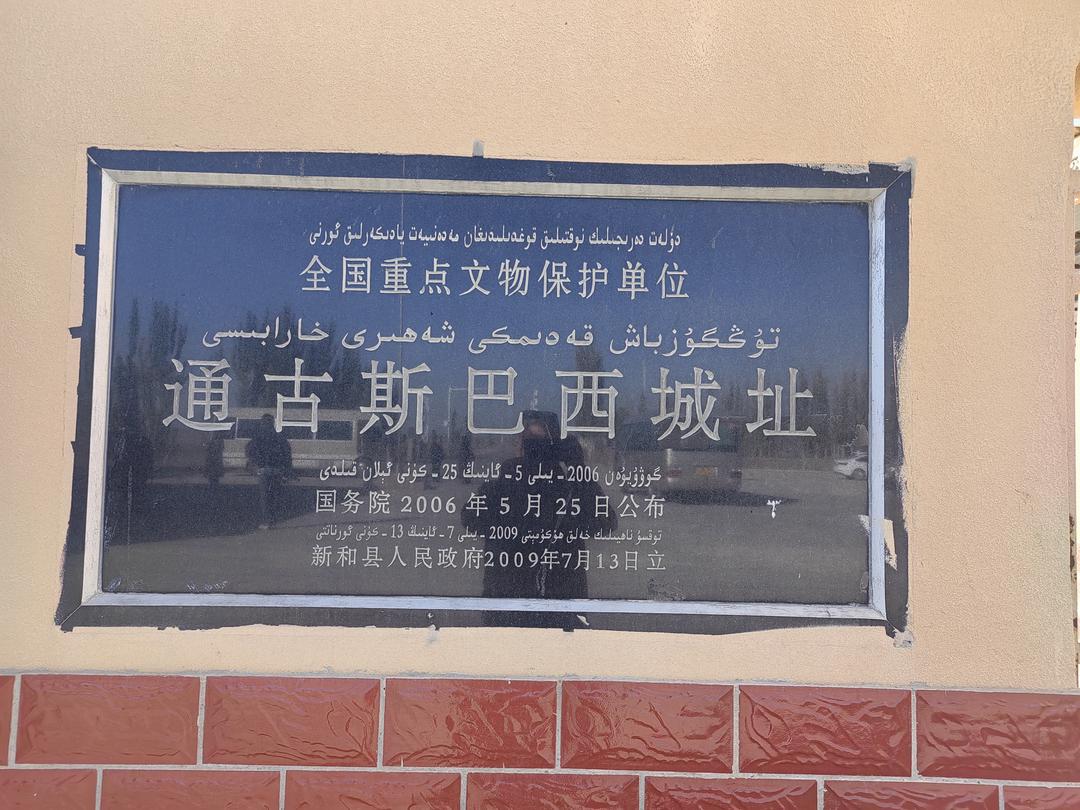 دۆلەت دەرىجىلىك نوقتىلىق قوغدىلىدىغان مەدەنىيەت يادىكارلىق ئورنى
全国重点文物保护单位
تۇڭگۇزباش قەدىمكى شەھىرى خارابىسى
通古斯巴西城址
گوۋۇيۈەن 2006 - يىلى 5 - ئاينىڭ 25 - كۈنى ئېلان قىلدى
国务院 2006 年 5 月 25 日公布
توقسۇ ناھىيىلىك خەلق ھۆكۈمىتى 2009 - يىلى 7 - ئاينىڭ 13 - كۈنى ئورناتتى
新和县人民政府2009年7月13日立